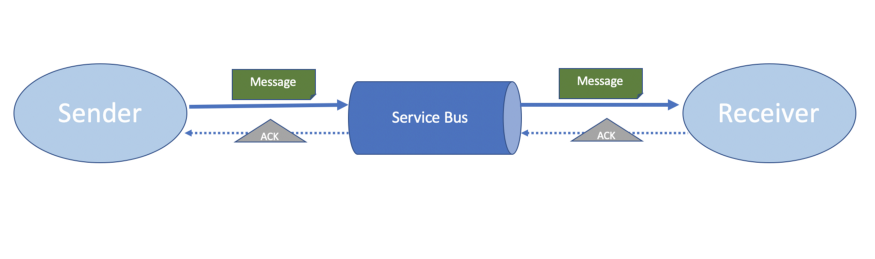 Sender
Message
ACK
Service Bus
Message
ACK
Receiver